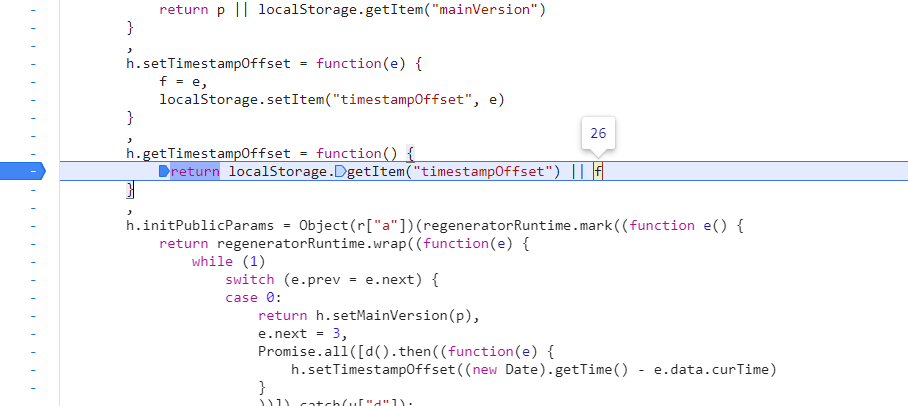 return p || localStorage.getItem("mainVersion")
}
,
h.setTimestampOffset = function(e) {
f = e,
localStorage.setItem("timestampOffset", e)
}
,
26
h.getTimestampOffset = function() {
return localStorage.getItem("timestampOffset") || f
}
,
h.initPublicParams = Object(r["a"])(regeneratorRuntime.mark((function e() {
return regeneratorRuntime.wrap((function(e) {
while (1)
switch (e.prev = e.next) {
case 0:
return h.setMainVersion(p),
e.next = 3,
Promise.all([d().then((function(e) {
h.setTimestampOffset((new Date).getTime() - e.data.curTime)
}
))]).catch(u["d"]);